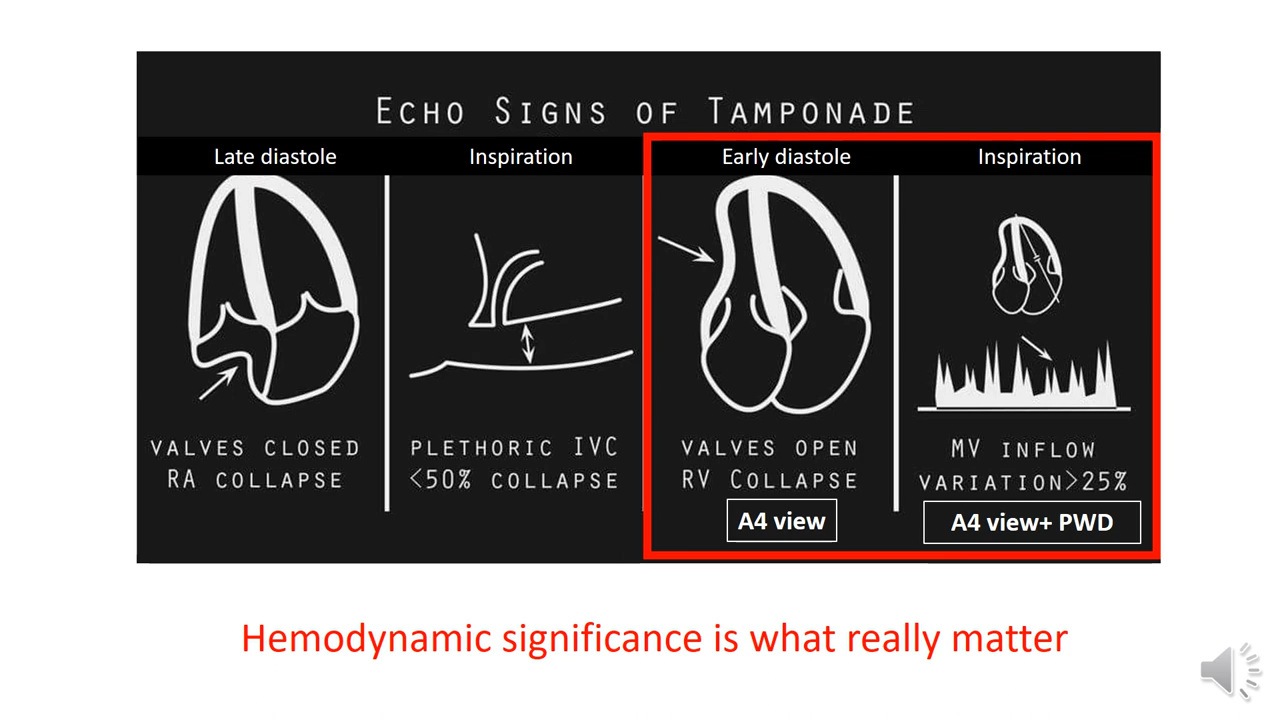 ECHO SIGNS OF TAMPONADE
Late diastole
Inspiration
Early diastole
Inspiration
VALVES CLOSED
RA COLLAPSE
PLETHORIC IVC
<50% COLLAPSE
VALVES OPEN
RV COLLAPSE
A4 view
MV INFLOW
VARIATION>25%
A4 view+ PWD
Hemodynamic significance is what really matter